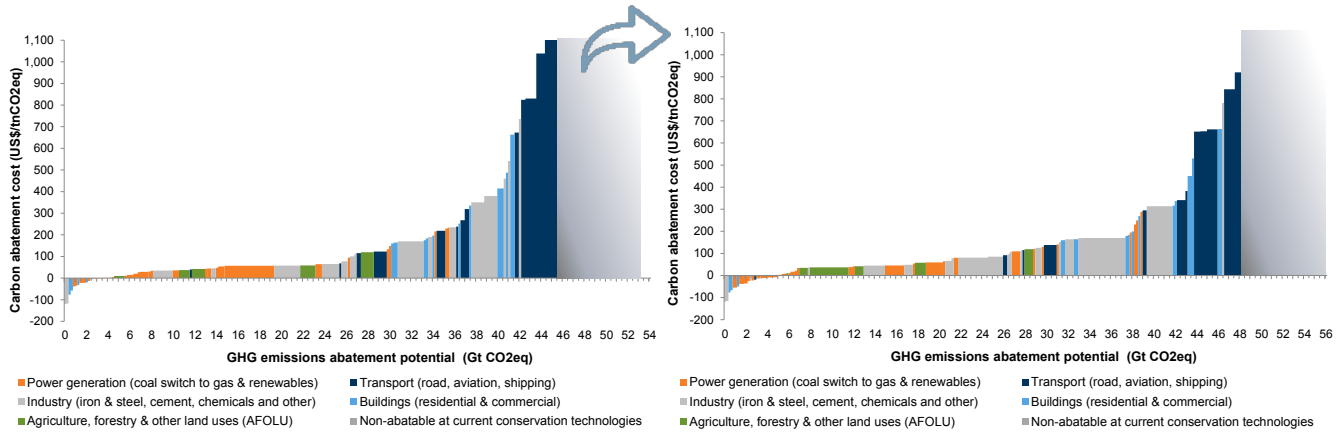 Carbon abatement cost (US$/tnCO2eq)
1,100
1,000
900
800
700
600
500
400
300
200
100
0
-100
-200
0 2 4 6 8 10 12 14 16 18 20 22 24 26 28 30 32 34 36 38 40 42 44 46 48 50 52 54
GHG emissions abatement potential (Gt CO2eq)
Power generation (coal switch to gas & renewables)
Transport (road, aviation, shipping)
Industry (iron & steel, cement, chemicals and other)
Buildings (residential & commercial)
Agriculture, forestry & other land uses (AFOLU)
Non-abatable at current conservation technologies
Carbon abatement cost (US$/tnCO2eq)
1,100
1,000
900
800
700
600
500
400
300
200
100
0
-100
-200
0 2 4 6 8 10 12 14 16 18 20 22 24 26 28 30 32 34 36 38 40 42 44 46 48 50 52 54 56
GHG emissions abatement potential (Gt CO2eq)
Power generation (coal switch to gas & renewables)
Transport (road, aviation, shipping)
Industry (iron & steel, cement, chemicals and other)
Buildings (residential & commercial)
Agriculture, forestry & other land uses (AFOLU)
Non-abatable at current conservation technologies